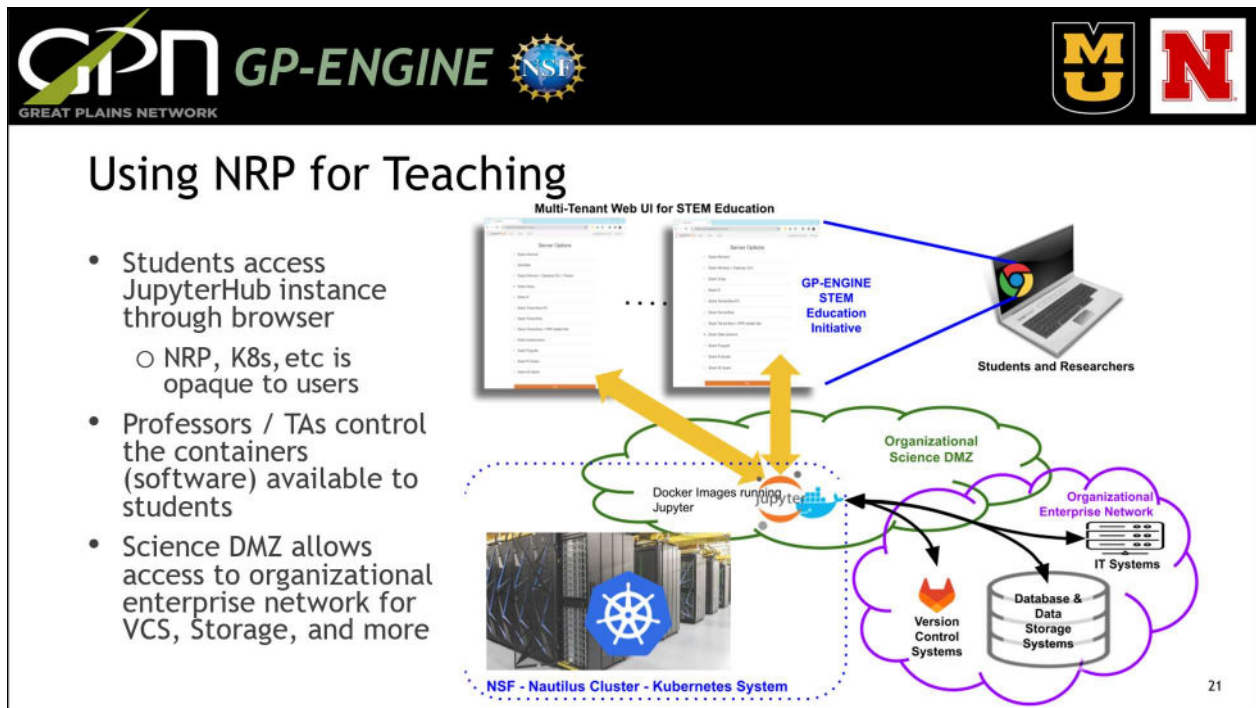 GPN
GREAT PLAINS NETWORK
GP-ENGINE
NSF
MU
N
Using NRP for Teaching
• Students access
JupyterHub instance
through browser
○ NRP, K8s, etc is
opaque to users
• Professors / TAs control
the containers
(software) available to
students
• Science DMZ allows
access to organizational
enterprise network for
VCS, Storage, and more
Multi-Tenant Web UI for STEM Education
Server Options
Server Options
....
GP-ENGINE
STEM
Education
Initiative
Students and Researchers
Organizational
Science DMZ
Docker Images running
Jupyter
jupyter
Organizational
Enterprise Network
IT Systems
Version
Control
Systems
Database &
Data
Storage
Systems
NSF - Nautilus Cluster - Kubernetes System
21